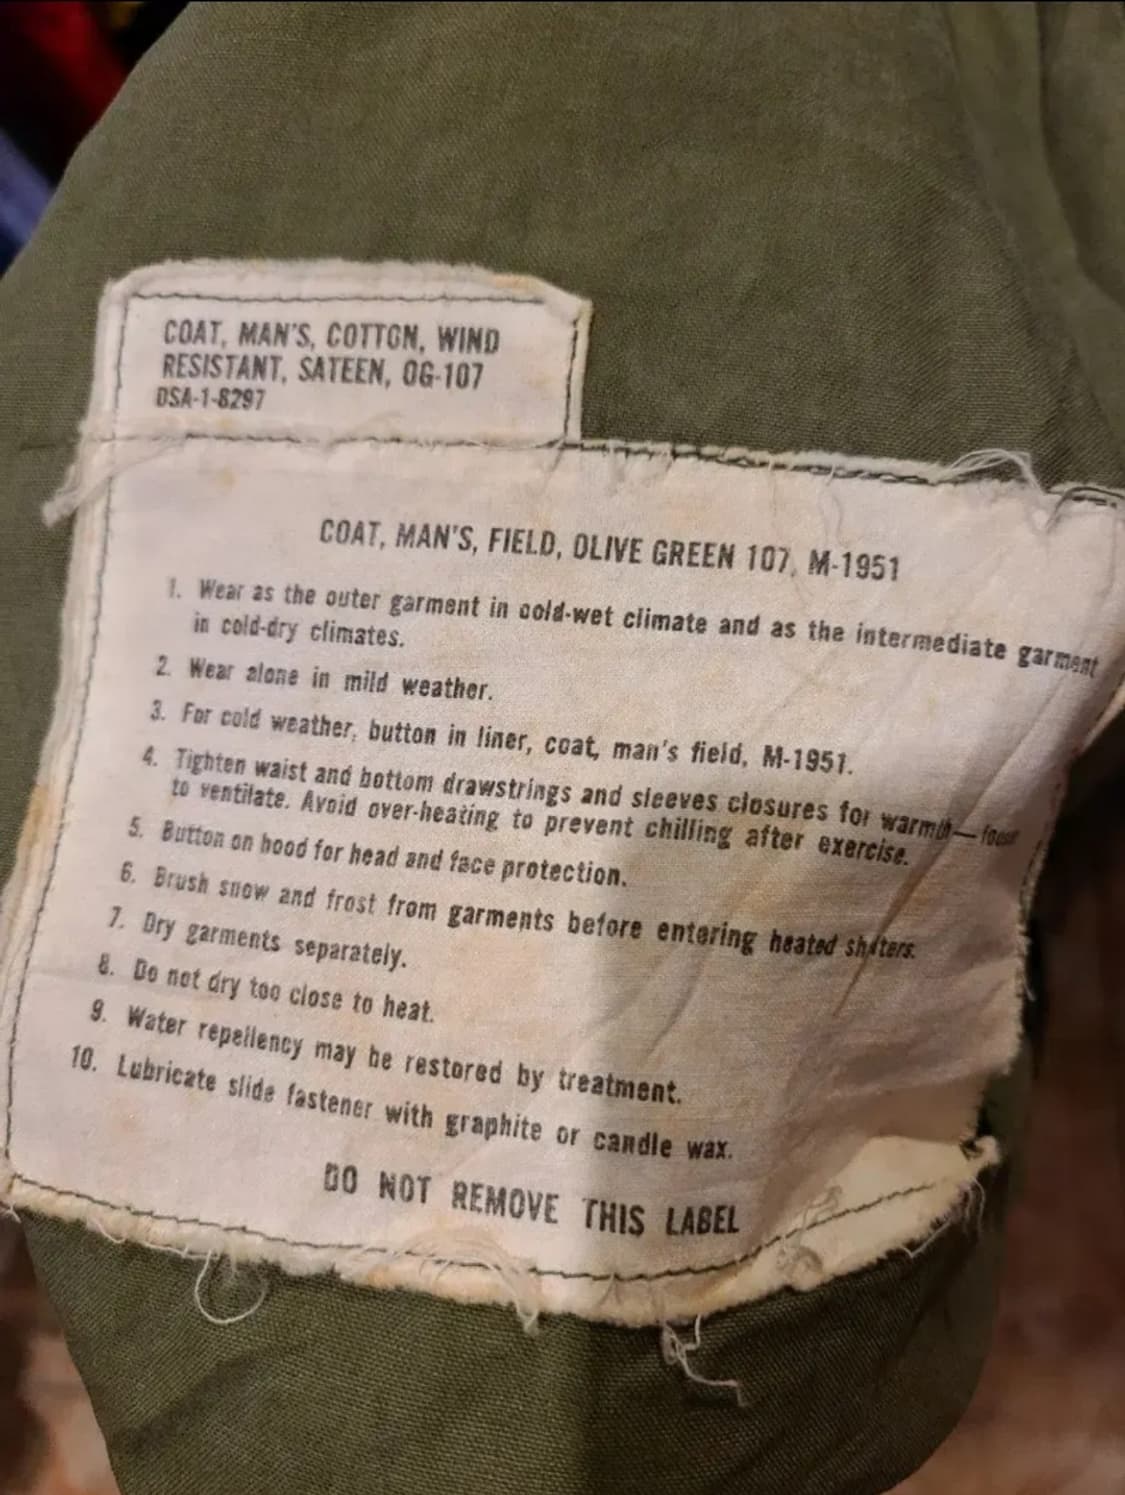 COAT, MAN'S, COTTON, WIND
RESISTANT, SATEEN, OG-107
DSA-1-8297
COAT, MAN'S, FIELD, OLIVE GREEN 107, M-1951
1. Wear as the outer garment in cold-wet climate and as the intermediate garment
in cold-dry climates.
2. Wear alone in mild weather.
3. For cold weather, button in liner, coat, man's field, M-1951.
4. Tighten waist and bottom drawstrings and sleeves closures for warmth—
to ventilate. Avoid over-heating to prevent chilling after exercise.
5. Button on hood for head and face protection.
6. Brush snow and frost from garments before entering heated shelters.
7. Dry garments separately.
8. Do not dry too close to heat.
9. Water repellency may be restored by treatment.
10. Lubricate slide fastener with graphite or candle wax.
DO NOT REMOVE THIS LABEL